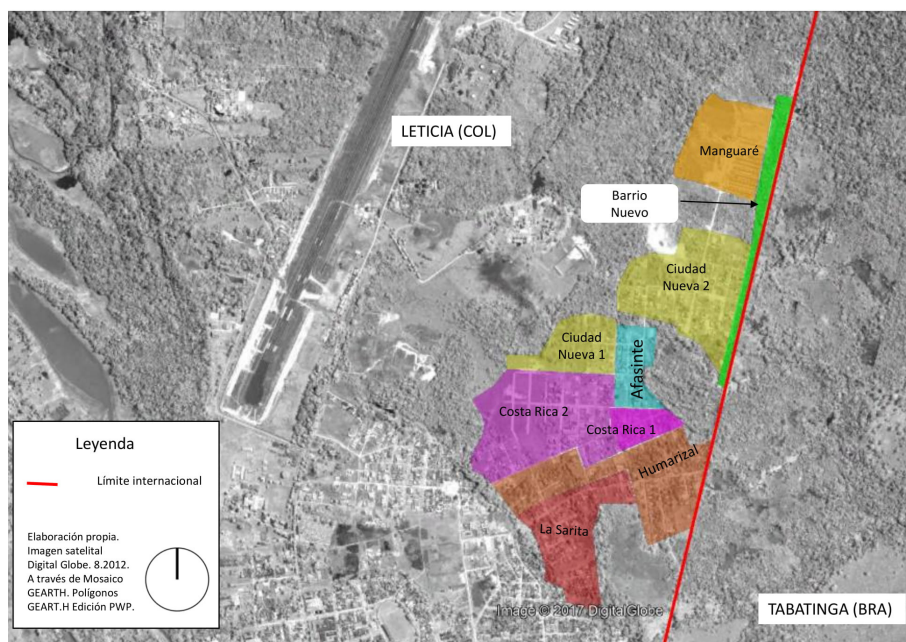 LETICIA (COL)
Manguaré
Barrio
Nuevo
Ciudad
Nueva 2
Ciudad
Nueva 1
Afasinte
Costa Rica 2
Costa Rica 1
Humarizal
La Sarita
Leyenda
Límite internacional
Elaboración propia.
Imagen satelital
Digital Globe. 8.2012.
A través de Mosaico
GEARTH. Polígonos
GEART.H Edición PWP.
Image © 2017 DigitalGlobe
TABATINGA (BRA)